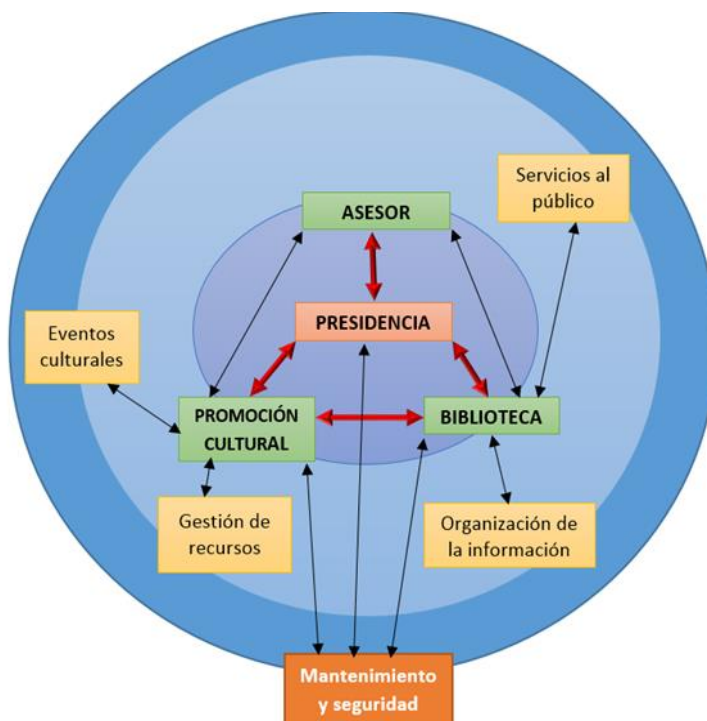 Servicios al
público
ASESOR
PRESIDENCIA
Eventos
culturales
PROMOCIÓN
CULTURAL
BIBLIOTECA
Gestión de
recursos
Organización de
la información
Mantenimiento
y seguridad